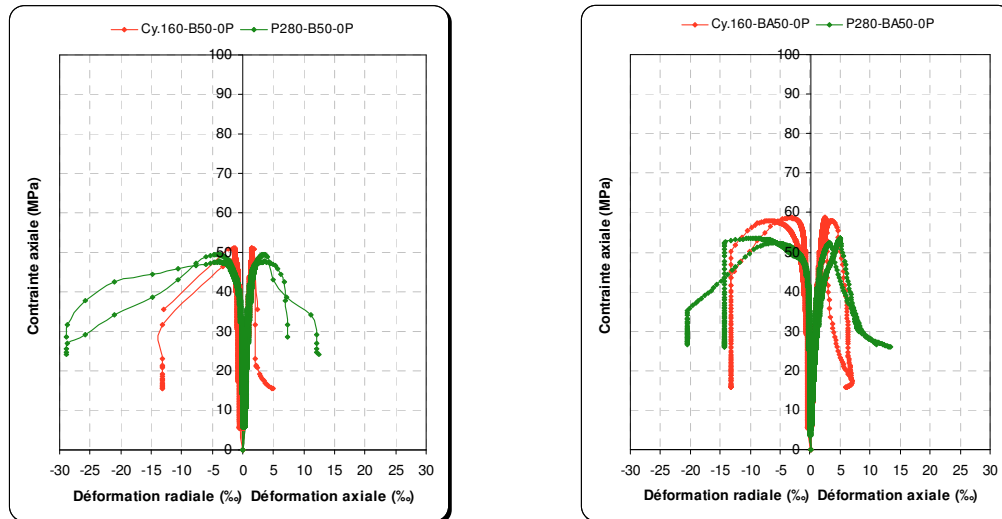 Cy.160-B50-0P P280-B50-0P
Contrainte axiale (MPa)
100
90
80
70
60
50
40
30
20
10
0
-30 -25 -20 -15 -10 -5 0 5 10 15 20 25 30
Déformation radiale (‰) Déformation axiale (‰)
Cy.160-BA50-0P P280-BA50-0P
Contrainte axiale (MPa)
100
90
80
70
60
50
40
30
20
10
0
-30 -25 -20 -15 -10 -5 0 5 10 15 20 25 30
Déformation radiale (‰) Déformation axiale (‰)